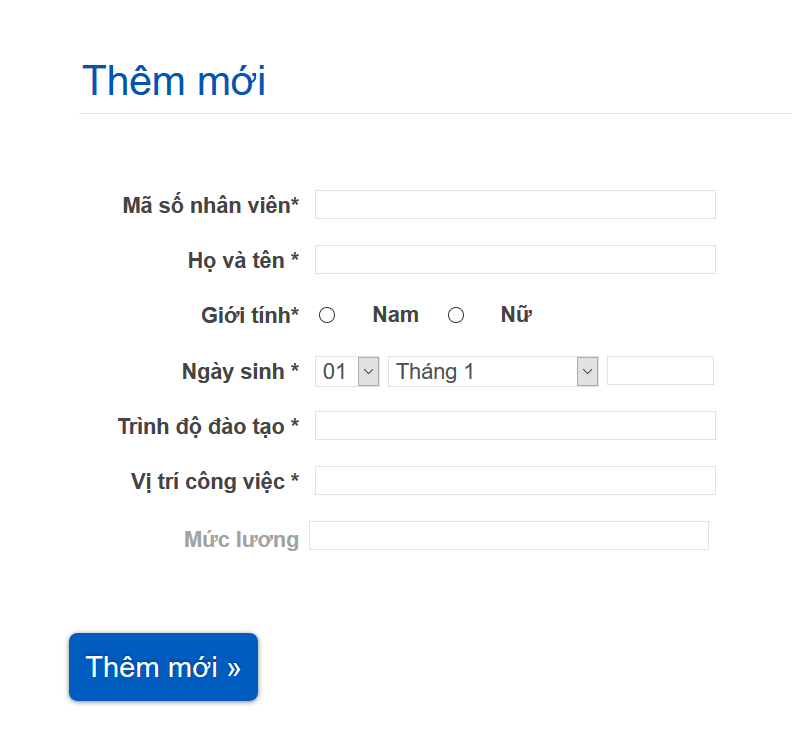 Thêm mới
Mã số nhân viên*
Họ và tên *
Giới tính* Nam Nữ
Ngày sinh * 01 Tháng 1
Trình độ đào tạo *
Vị trí công việc *
Mức lương
Thêm mới »